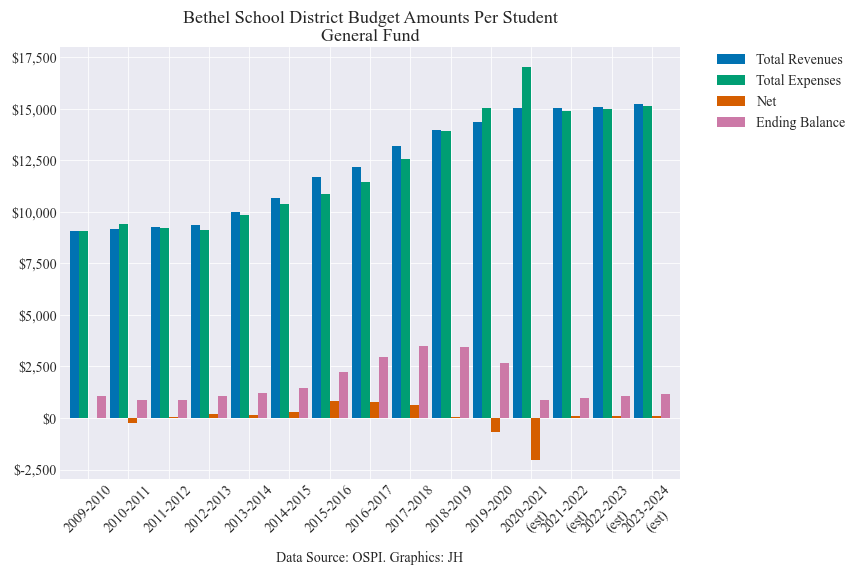 Bethel School District Budget Amounts Per Student
General Fund
$17,500
$15,000
$12,500
$10,000
$7,500
$5,000
$2,500
$0
$-2,500
Total Revenues
Total Expenses
Net
Ending Balance
2009-2010
2010-2011
2011-2012
2012-2013
2013-2014
2014-2015
2015-2016
2016-2017
2017-2018
2018-2019
2019-2020
2020-2021
(est)
2021-2022
(est)
2022-2023
(est)
2023-2024
(est)
Data Source: OSPI. Graphics: JH